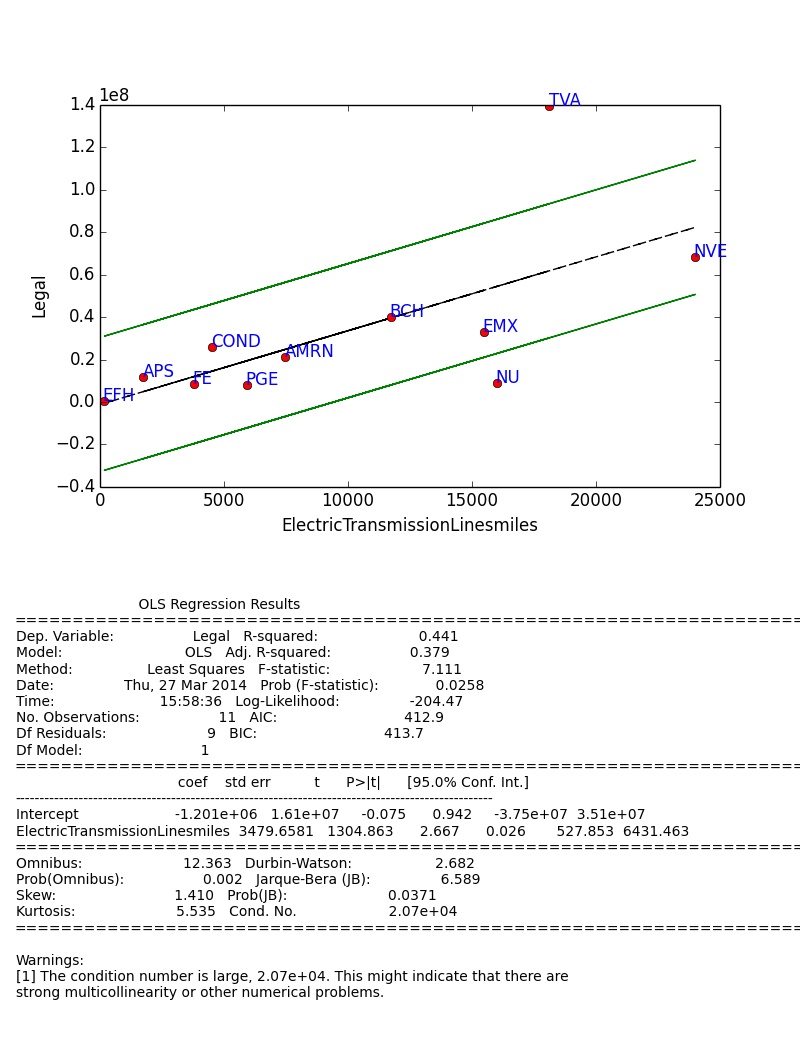 1e8
1.4
1.2
1.0
0.8
0.6
0.4
0.2
0.0
−0.2
−0.4
Legal
TVA
NVE
BCH
EMX
COND
AMRN
APS
FE
PGE
NU
EFH
0 5000 10000 15000 20000 25000
ElectricTransmissionLinesmiles
OLS Regression Results
==============================================================================
Dep. Variable: Legal R-squared: 0.441
Model: OLS Adj. R-squared: 0.379
Method: Least Squares F-statistic: 7.111
Date: Thu, 27 Mar 2014 Prob (F-statistic): 0.0258
Time: 15:58:36 Log-Likelihood: -204.47
No. Observations: 11 AIC: 412.9
Df Residuals: 9 BIC: 413.7
Df Model: 1
==============================================================================
coef std err t P>|t| [95.0% Conf. Int.]
------------------------------------------------------------------------------------------------------
Intercept -1.201e+06 1.61e+07 -0.075 0.942 -3.75e+07 3.51e+07
ElectricTransmissionLinesmiles 3479.6581 1304.863 2.667 0.026 527.853 6431.463
==============================================================================
Omnibus: 12.363 Durbin-Watson: 2.682
Prob(Omnibus): 0.002 Jarque-Bera (JB): 6.589
Skew: 1.410 Prob(JB): 0.0371
Kurtosis: 5.535 Cond. No. 2.07e+04
==============================================================================
Warnings:
[1] The condition number is large, 2.07e+04. This might indicate that there are
strong multicollinearity or other numerical problems.